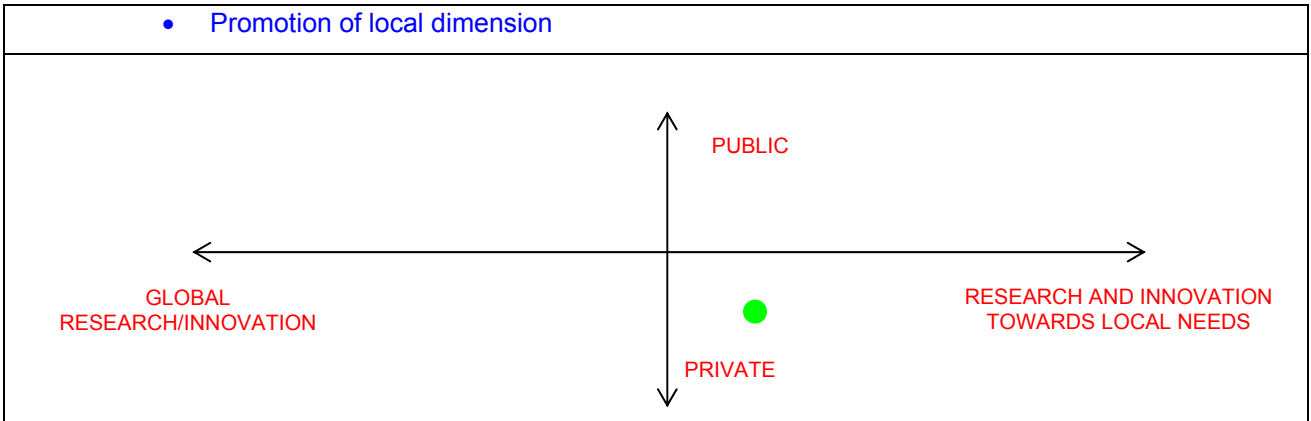 • Promotion of local dimension
PUBLIC
GLOBAL
RESEARCH/INNOVATION
RESEARCH AND INNOVATION
TOWARDS LOCAL NEEDS
PRIVATE